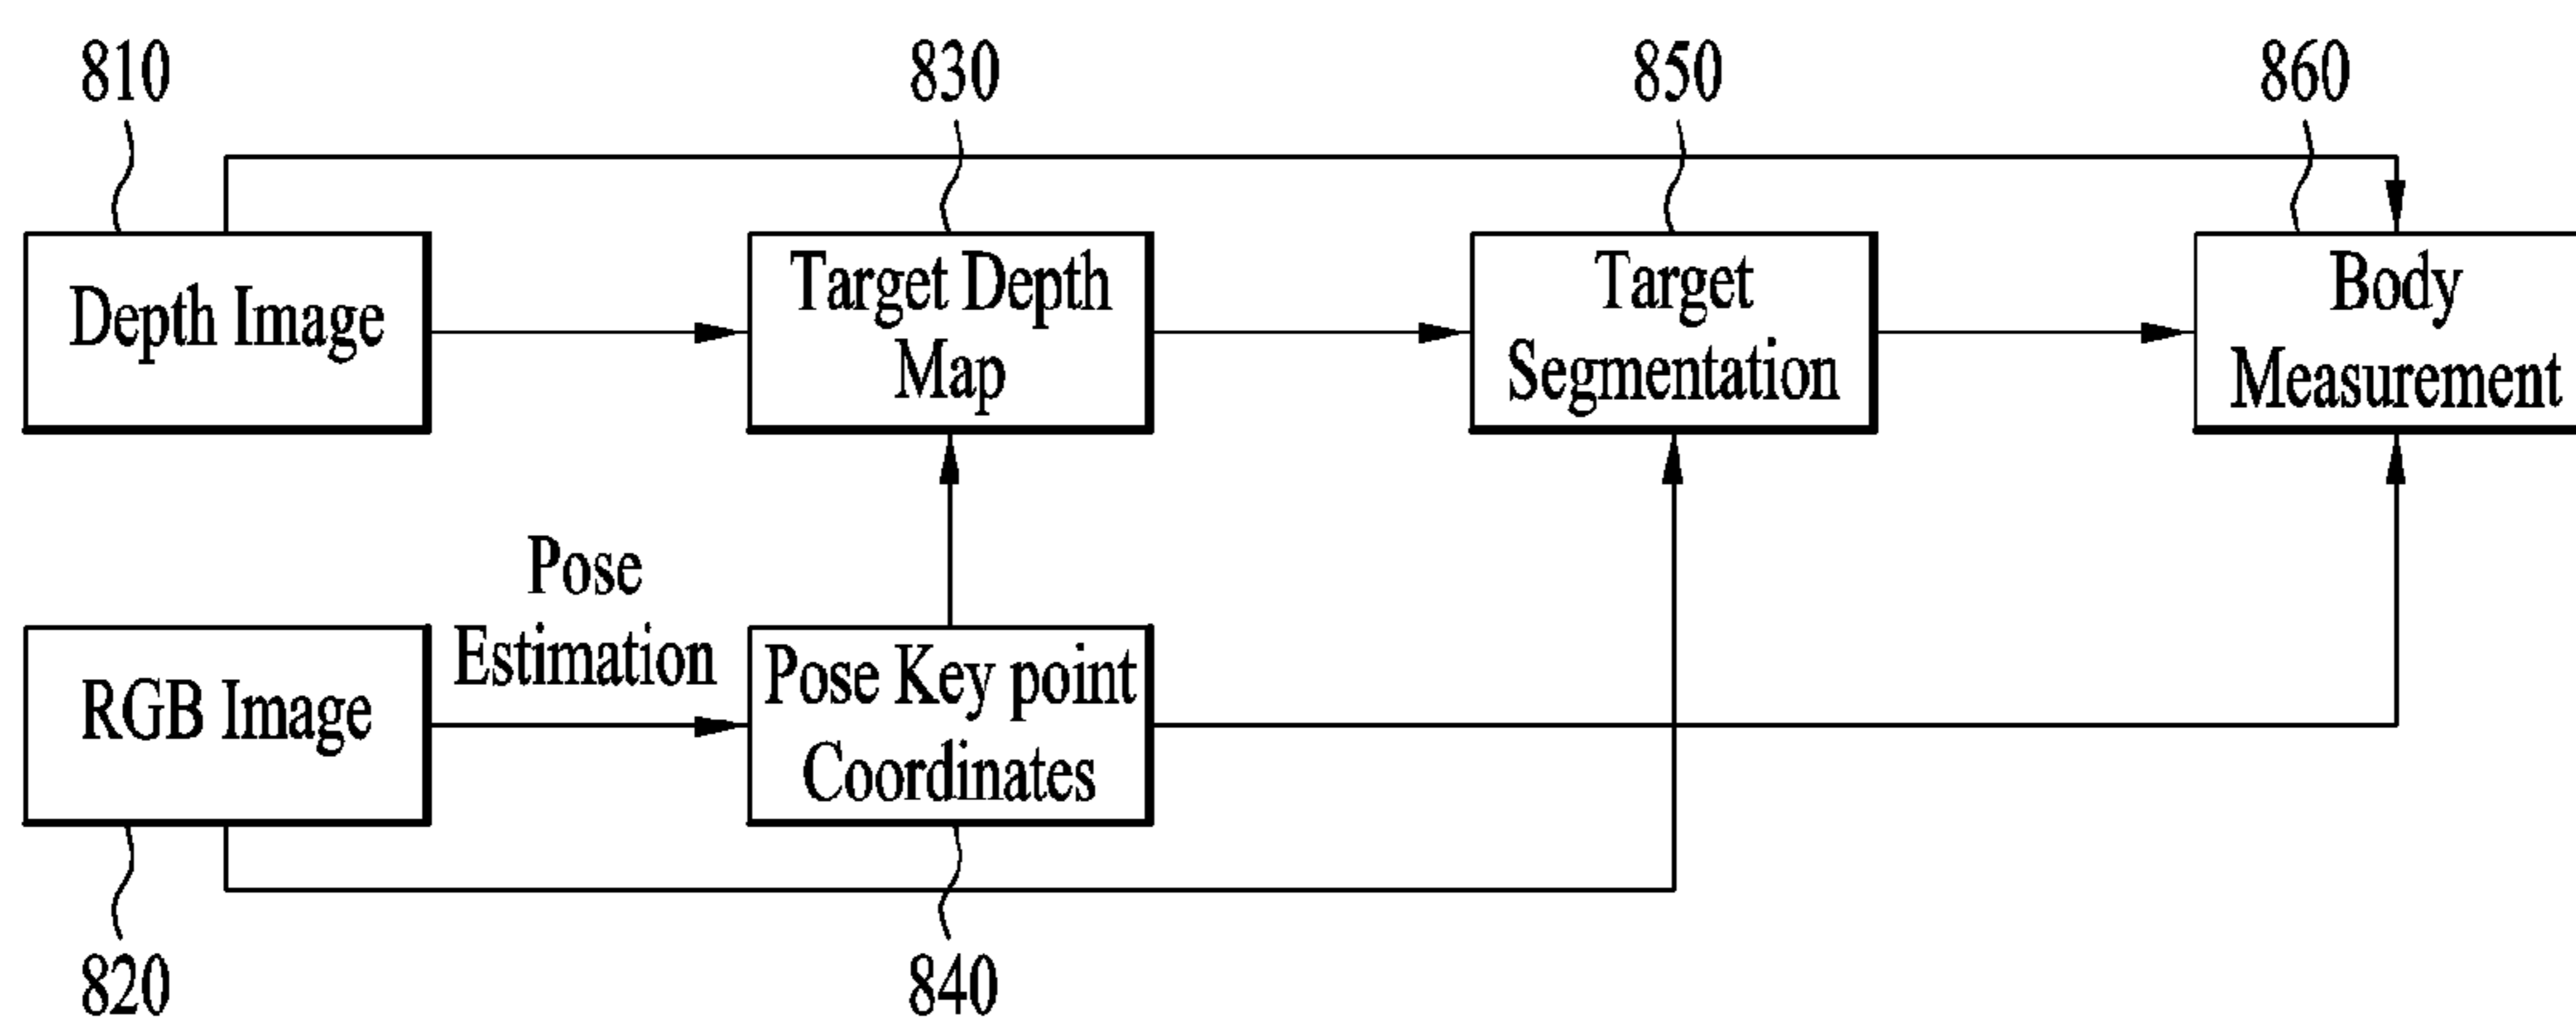 810
830
850
860
Depth Image
Target Depth
Map
Target
Segmentation
Body
Measurement
Pose
Estimation
RGB Image
Pose Key point
Coordinates
820
840